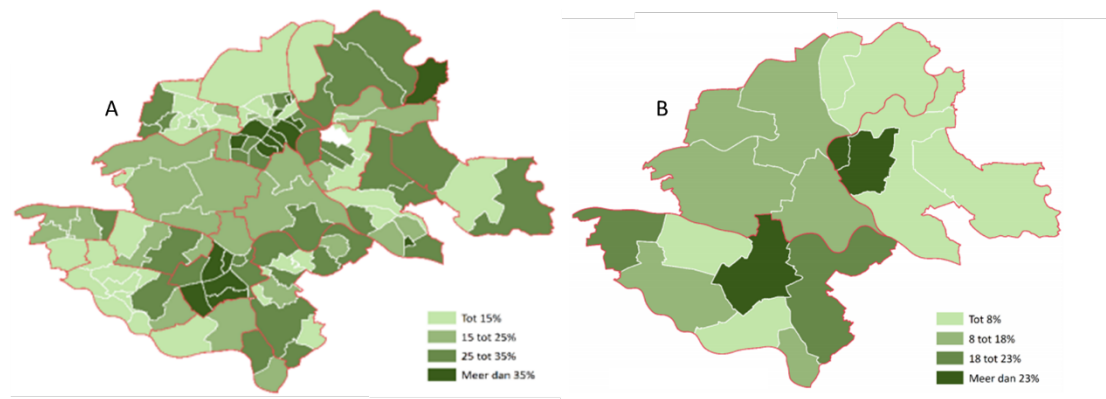 A
Tot 15%
15 tot 25%
25 tot 35%
Meer dan 35%
B
Tot 8%
8 tot 18%
18 tot 23%
Meer dan 23%